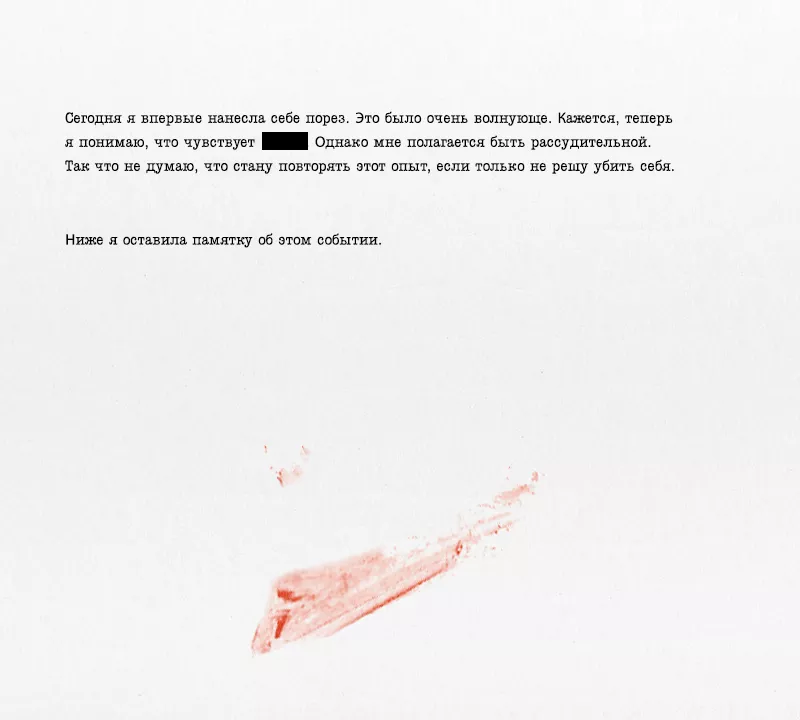 Сегодня я впервые нанесла себе порез. Это было очень волнующе. Кажется, теперь
я понимаю, что чувствует Однако мне полагается быть рассудительной.
Так что не думаю, что стану повторять этот опыт, если только не решу убить себя.
Ниже я оставила памятку об этом событии.